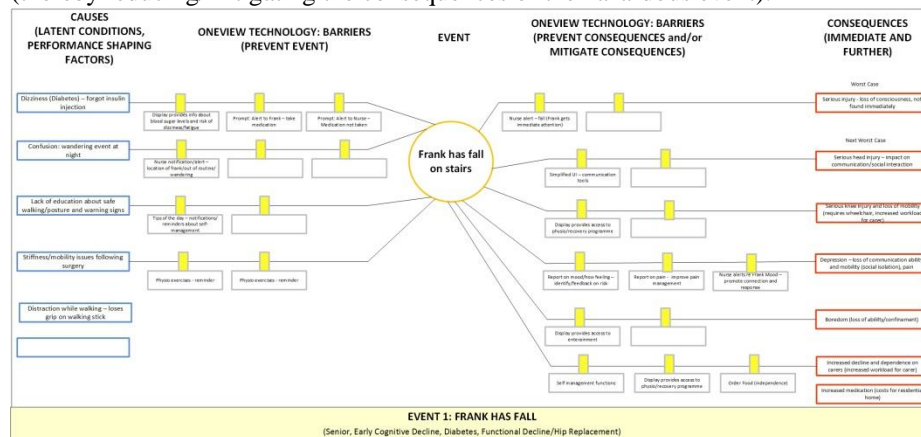 CAUSES
(LATENT CONDITIONS,
PERFORMANCE SHAPING
FACTORS)
ONEVIEW TECHNOLOGY: BARRIERS
(PREVENT EVENT)
EVENT
ONEVIEW TECHNOLOGY: BARRIERS
(PREVENT CONSEQUENCES and/or
MITIGATE CONSEQUENCES)
CONSEQUENCES
(IMMEDIATE AND
FURTHER)
Dizziness (Diabetes) – forgot insulin
injection
Display provides info about
blood sugar levels and risk of
dizziness/fatigue
Prompt: Alert to Frank – take
medication
Prompt: Alert to Nurse –
Medication not taken
Confusion: wandering event at
night
Nurse notification/alert –
location of Frank/out of routine/
wandering
Lack of education about safe
walking/posture and warning signs
Tips of the day – notifications/
reminders about self-
management
Stiffness/mobility issues following
surgery
Physio exercises - reminder
Physio exercises - reminder
Distraction while walking – loses
grip on walking stick
Frank has fall
on stairs
Nurse alert – fall (Frank gets
immediate attention)
Simplified UI – communication
tools
Display provides access to
physio/recovery programme
Report on mood/how feeling –
identify/feedback on risk
Report on pain - improve pain
management
Nurse alerts if Frank Mood –
promote connection and
response
Display provides access to
entertainment
Self management functions
Display provides access to
physio/recovery programme
Order Food (independence)
Worst Case
Serious injury - loss of consciousness, not
found immediately
Next Worst Case
Serious head injury – impact on
communication/social interaction
Serious knee injury and loss of mobility
(requires wheelchair, increased workload
for carer)
Depression – loss of communication ability
and mobility (social isolation), pain
Boredom (loss of ability/confinement)
Increased decline and dependence on
carers (increased workload for carer)
Increased medication (costs for residential
home)
EVENT 1: FRANK HAS FALL
(Senior, Early Cognitive Decline, Diabetes, Functional Decline/Hip Replacement)